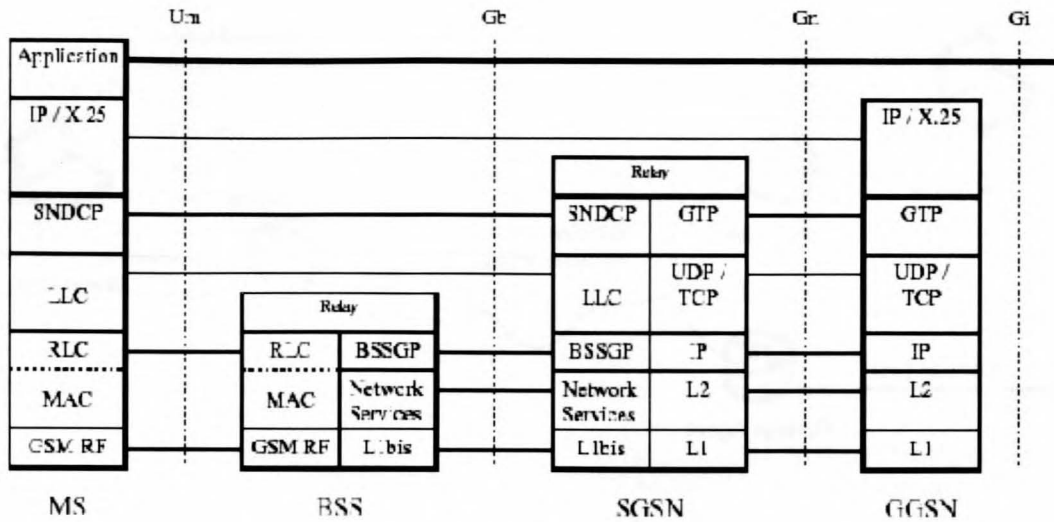 Um Gb Gn Gi
Application
IP / X.25 IP / X.25
Relay
SNDCP SNDCP GTP GTP
LLC LLC UDP / TCP UDP / TCP
Relay
RLC RLC BSSGP BSSGP IP IP
MAC MAC Network Services Network Services L2 L2
GSM RF GSM RF L1bis L1bis L1 L1
MS BSS SGSN GGSN